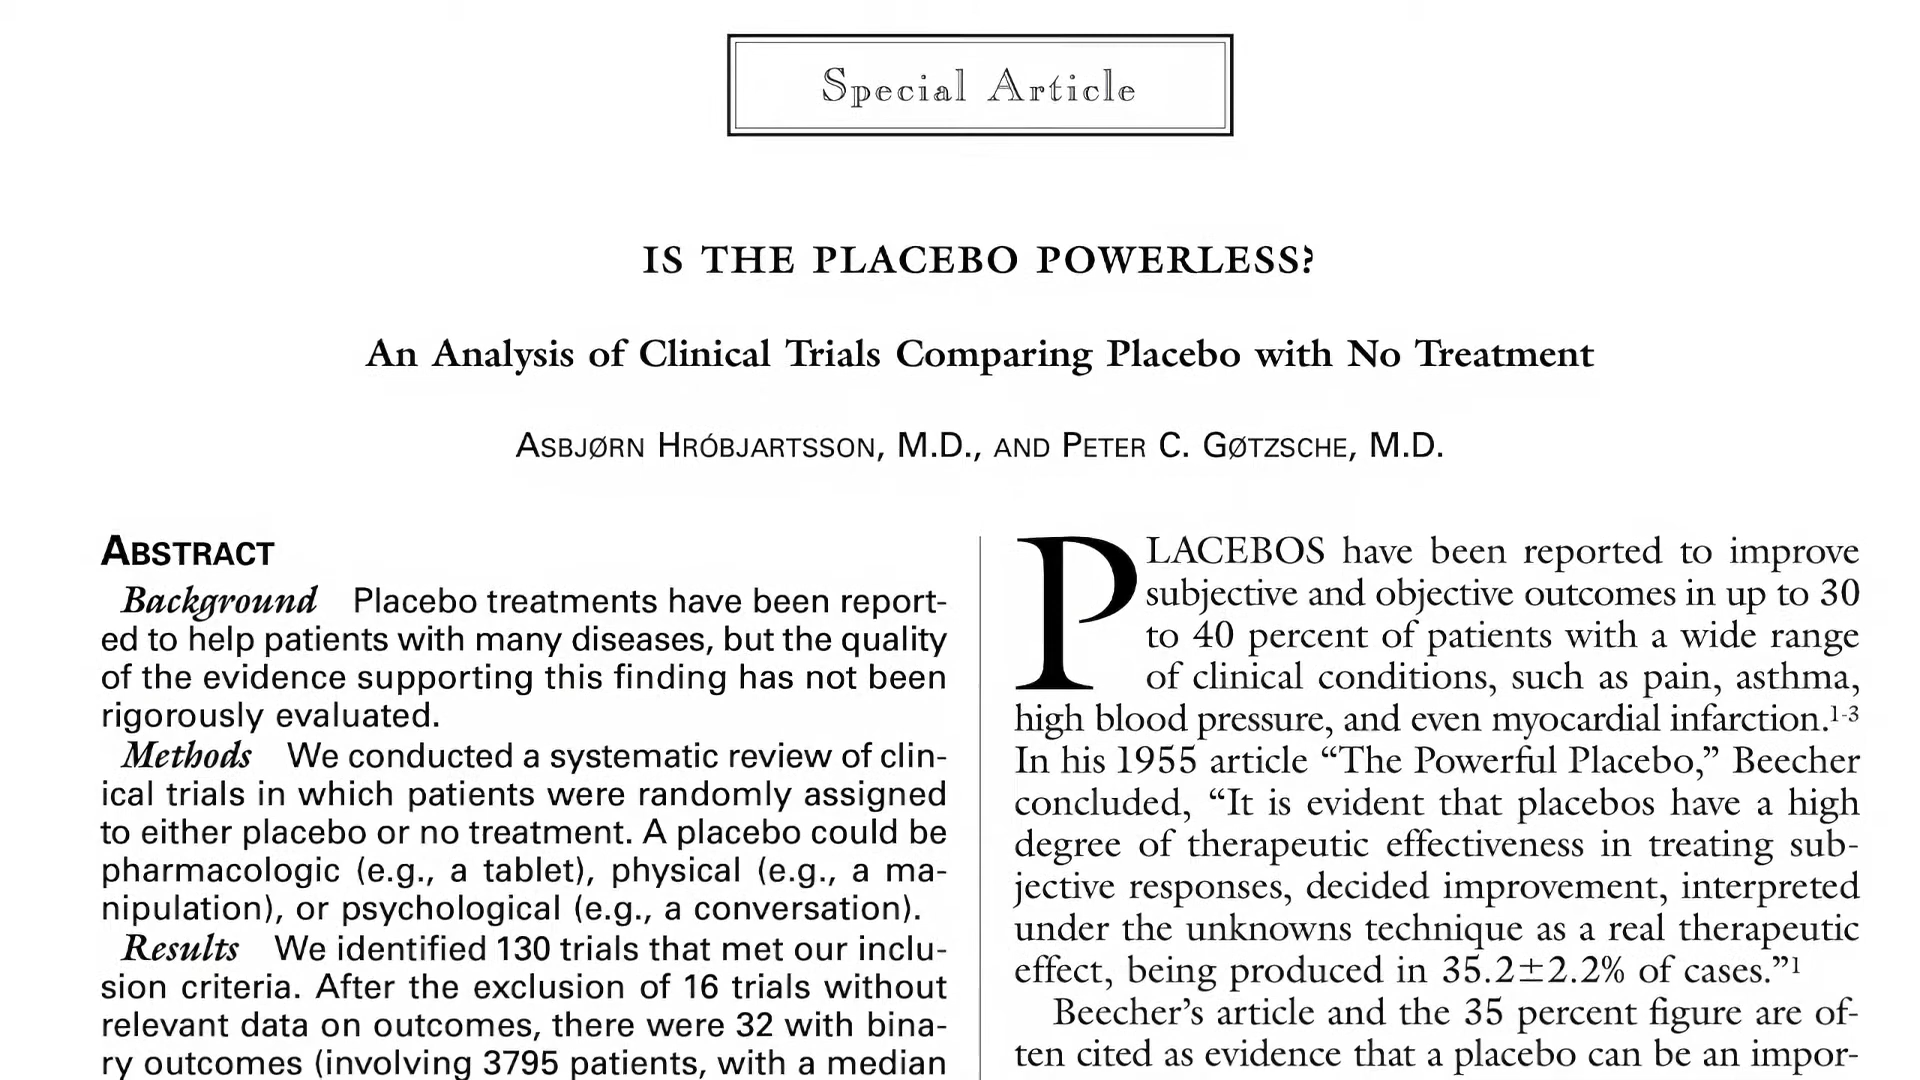 Special Article
IS THE PLACEBO POWERLESS?
An Analysis of Clinical Trials Comparing Placebo with No Treatment
ASBJØRN HRÓBJARTSSON, M.D., AND PETER C. GØTZSCHE, M.D.
ABSTRACT
Background Placebo treatments have been report-
ed to help patients with many diseases, but the quality
of the evidence supporting this finding has not been
rigorously evaluated.
Methods We conducted a systematic review of clin-
ical trials in which patients were randomly assigned
to either placebo or no treatment. A placebo could be
pharmacologic (e.g., a tablet), physical (e.g., a ma-
nipulation), or psychological (e.g., a conversation).
Results We identified 130 trials that met our inclu-
sion criteria. After the exclusion of 16 trials without
relevant data on outcomes, there were 32 with bina-
ry outcomes (involving 3795 patients, with a median
PLACEBOS have been reported to improve
subjective and objective outcomes in up to 30
to 40 percent of patients with a wide range
of clinical conditions, such as pain, asthma,
high blood pressure, and even myocardial infarction.1-3
In his 1955 article “The Powerful Placebo,” Beecher
concluded, “It is evident that placebos have a high
degree of therapeutic effectiveness in treating sub-
jective responses, decided improvement, interpreted
under the unknowns technique as a real therapeutic
effect, being produced in 35.2±2.2% of cases.”1
Beecher’s article and the 35 percent figure are of-
ten cited as evidence that a placebo can be an impor-